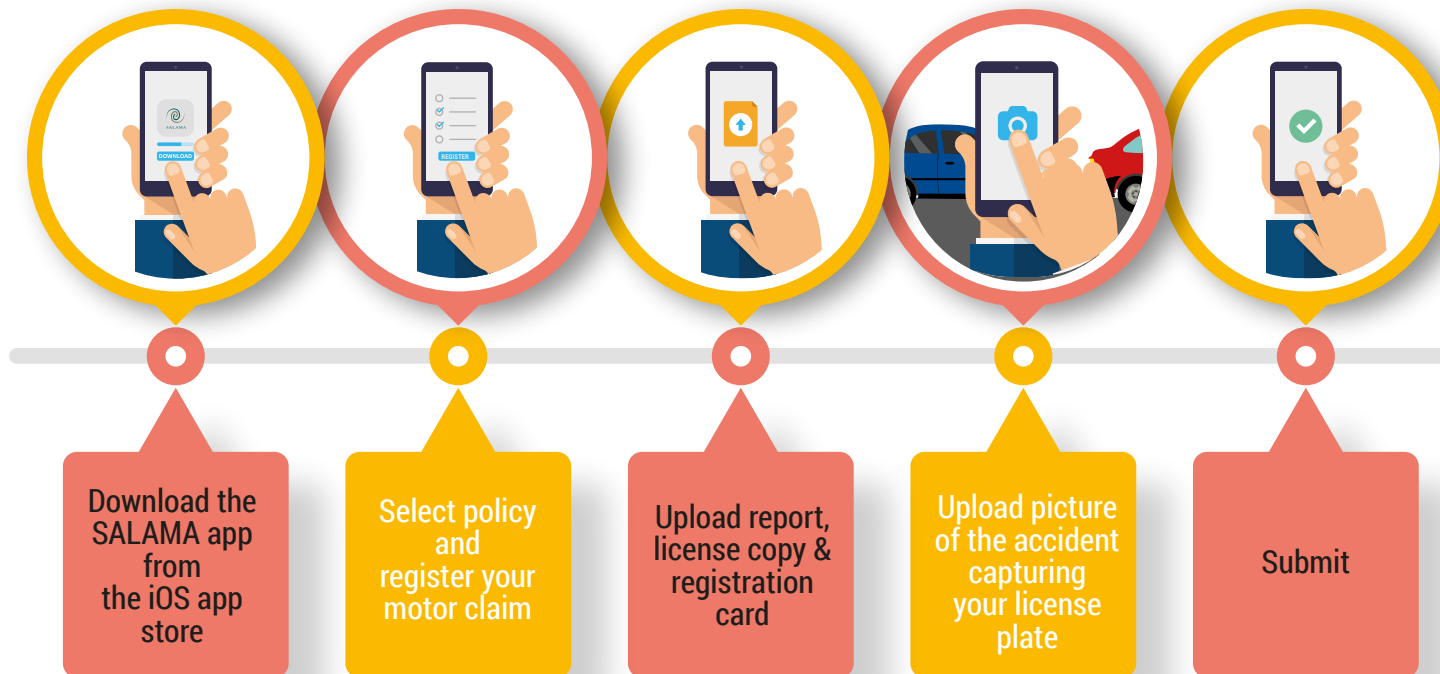 SALAMA
DOWNLOAD
REGISTER
Download the
SALAMA app
from
the iOS app
store
Select policy
and
register your
motor claim
Upload report,
license copy &
registration
card
Upload picture
of the accident
capturing
your license
plate
Submit